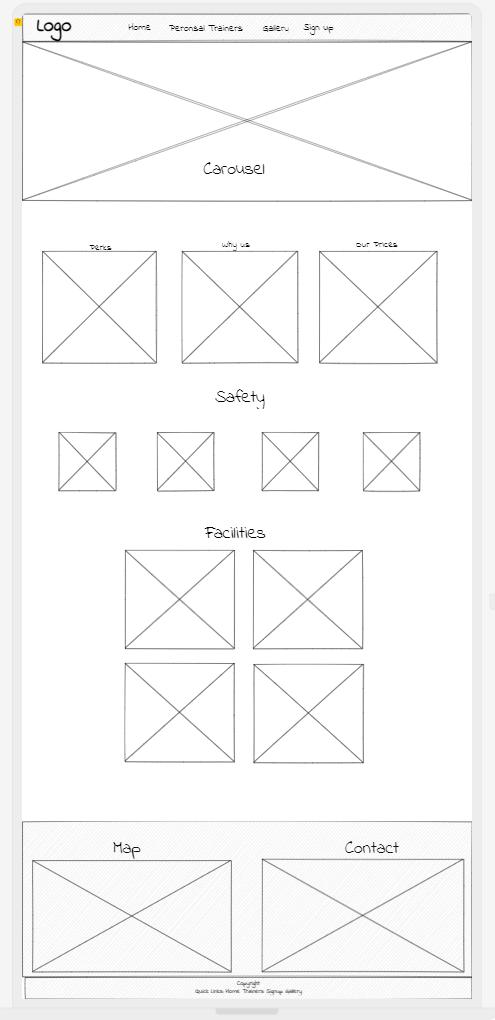 Logo Home Peronsal Trainers Gallery Sign up
Carousel
Perks Why us Our Prices
Safety
Facilities
Map Contact
Copyright
Quick Links: Home Trainers Signup Gallery